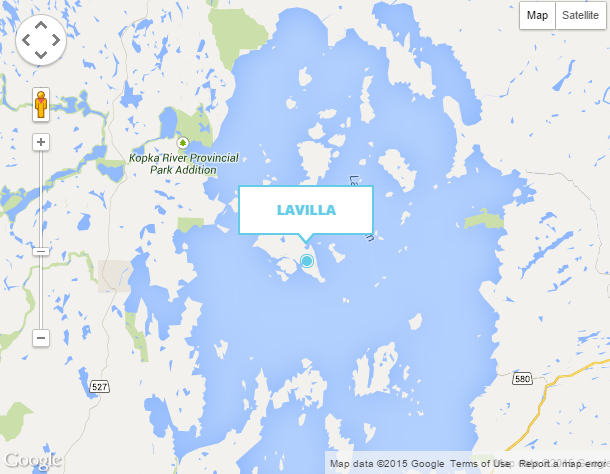 Map
Satellite
Kopka River Provincial
Park Addition
La
LAVILLA
n
580
527
Google
Map data ©2015 Google
Terms of Use
Report a map error